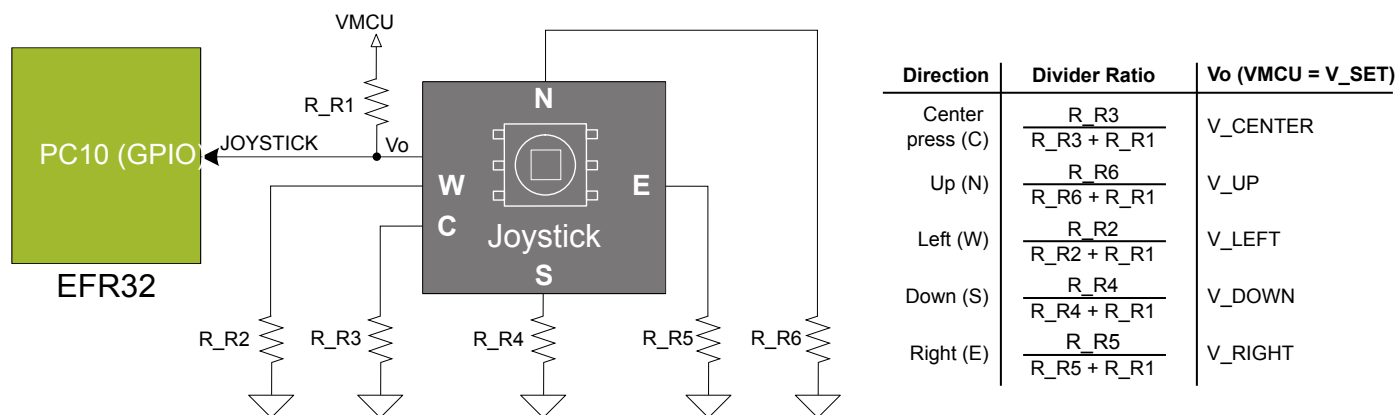 VMCU
R_R1
PC10 (GPIO)
JOYSTICK
Vo
EFR32
N
W
E
C
Joystick
S
R_R2
R_R3
R_R4
R_R5
R_R6
Direction Divider Ratio Vo (VMCU = V_SET)
Center
press (C)
R_R3
R_R3 + R_R1
V_CENTER
Up (N)
R_R6
R_R6 + R_R1
V_UP
Left (W)
R_R2
R_R2 + R_R1
V_LEFT
Down (S)
R_R4
R_R4 + R_R1
V_DOWN
Right (E)
R_R5
R_R5 + R_R1
V_RIGHT